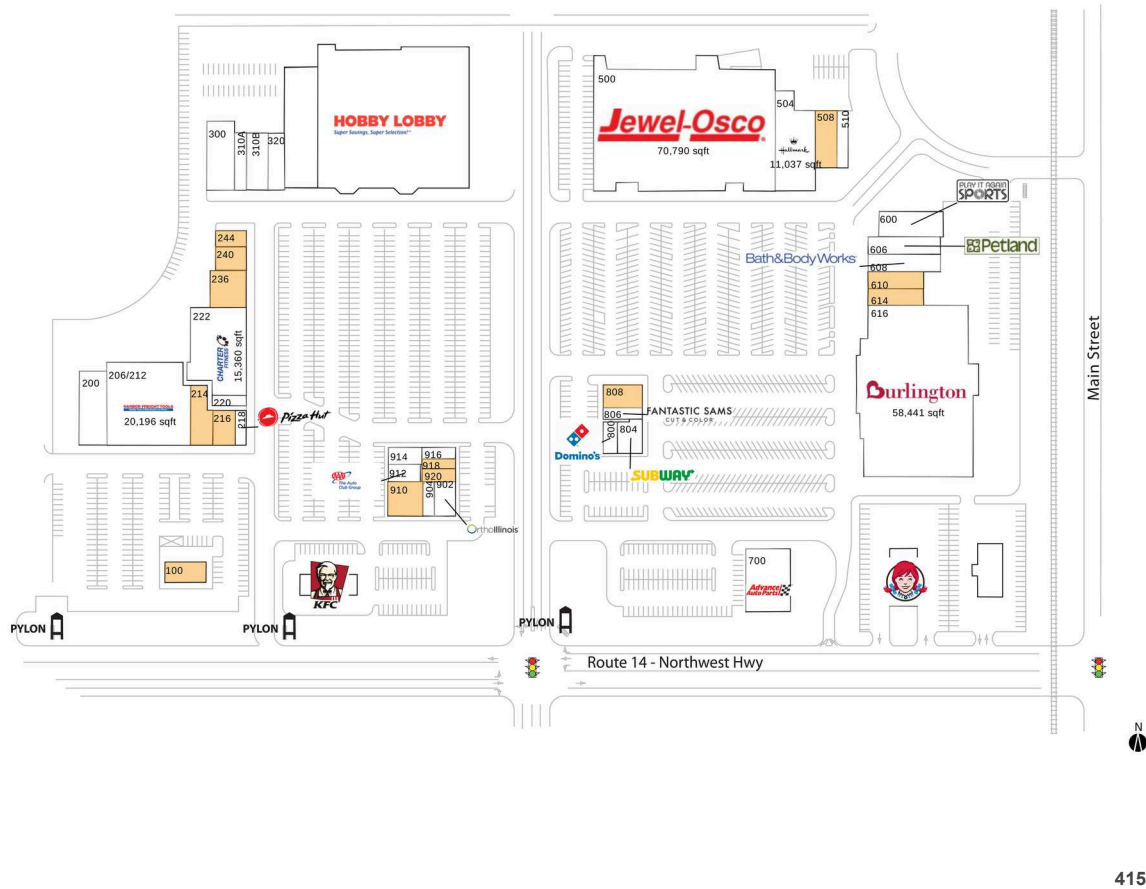 500
Jewel-Osco
70,790 sqft
504
Hallmark
11,037 sqft
508
510
HOBBY LOBBY
Super Savings, Super Selection!
300
310A
310B
320
PLAY IT AGAIN
SPORTS
600
606
Petland
Bath&BodyWorks
608
610
614
616
Burlington
58,441 sqft
Main Street
244
240
236
222
CHARTER
FITNESS
15,360 sqft
200
206/212
HARBOR FREIGHT TOOLS
20,196 sqft
214
220
216
218
Pizza Hut
808
806
FANTASTIC SAMS
CUT & COLOR
800
804
Domino's
SUBWAY
914
916
918
912
920
910
904
902
AAA
The Auto
Club Group
OrthoIllinois
100
KFC
700
Advance
Auto Parts
PYLON
PYLON
PYLON
Route 14 - Northwest Hwy
N
415